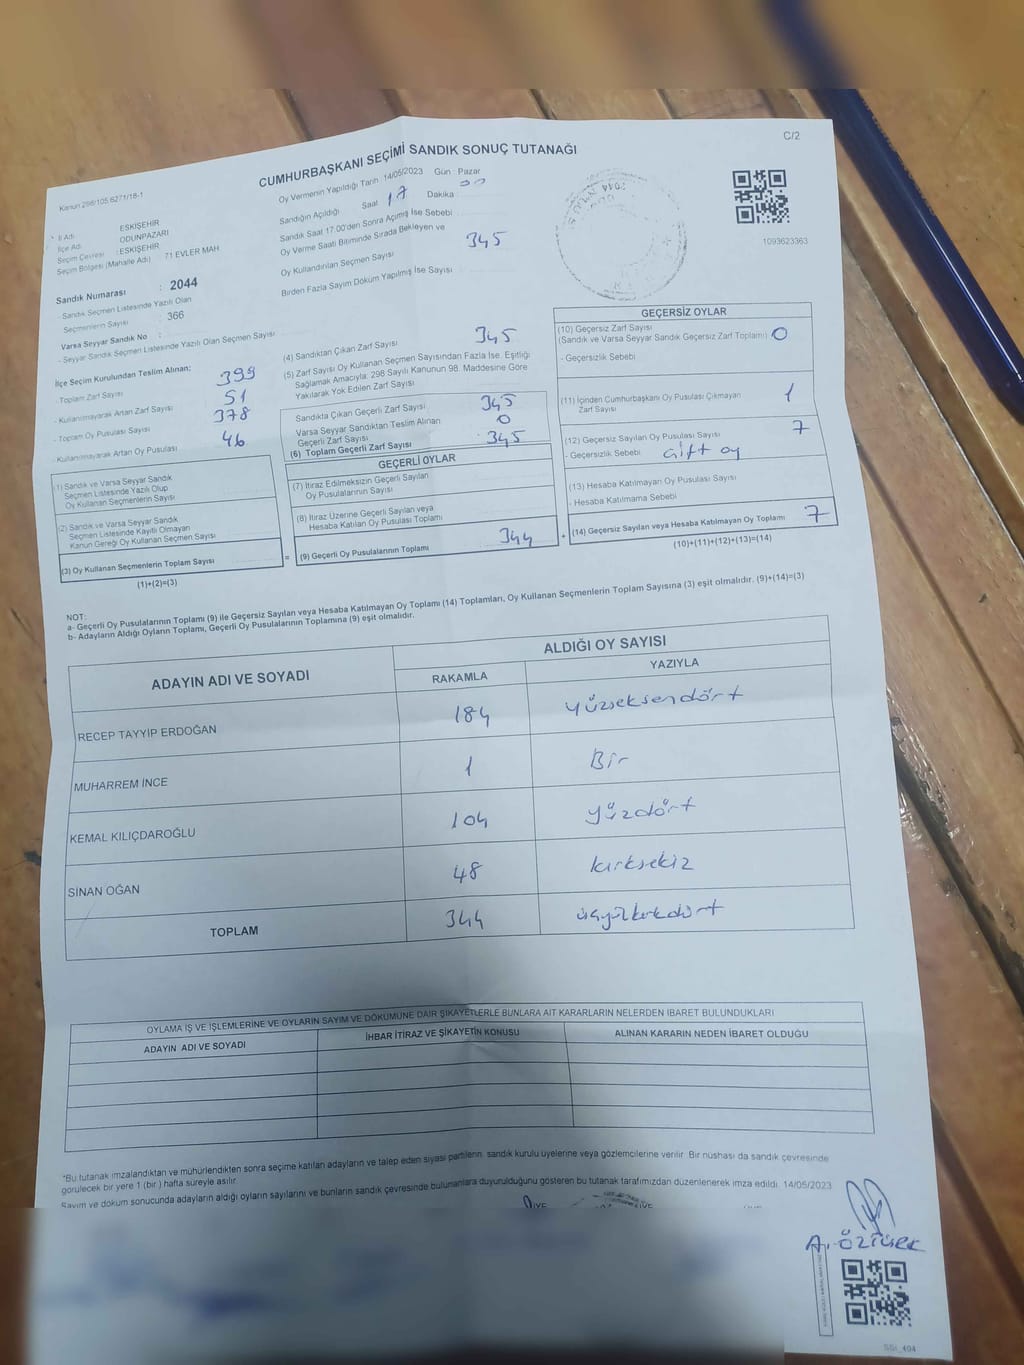 C/2
CUMHURBAŞKANI SEÇİMİ SANDIK SONUÇ TUTANAĞI
Kanun 298/105.6271/18-1
Oy Vermenin Yapıldığı Tarih 14/05/2023 Gün Pazar
Sandığın Açıldığı Saat 17 Dakika 00
Sandık Saat 17.00'den Sonra Açımış İse Sebebi
Oy Verme Saati Bitiminde Sırada Bekleyen ve
Oy Kullandırılan Seçmen Sayısı 345
Birden Fazla Sayım Döküm Yapılmış İse Sayısı
1093623363
İl Adı : ESKİŞEHİR
İlçe Adı : ODUNPAZARI
Seçim Çevresi : ESKİŞEHİR
Seçim Bölgesi (Mahalle Adı) 71 EVLER MAH
Sandık Numarası : 2044
- Sandık Seçmen Listesinde Yazılı Olan
Seçmenlerin Sayısı : 366
Varsa Seyyar Sandık No :
- Seyyar Sandık Seçmen Listesinde Yazılı Olan Seçmen Sayısı
İlçe Seçim Kurulundan Teslim Alınan:
- Toplam Zarf Sayısı 399
- Kullanılmayarak Artan Zarf Sayısı 51
- Toplam Oy Pusulası Sayısı 378
- Kullanılmayarak Artan Oy Pusulası 46
(1) Sandık ve Varsa Seyyar Sandık
Seçmen Listesinde Yazılı Olup
Oy Kullanan Seçmenlerin Sayısı
(2) Sandık ve Varsa Seyyar Sandık
Seçmen Listesinde Kayıtlı Olmayan
Kanun Gereği Oy Kullanan Seçmen Sayısı
(3) Oy Kullanan Seçmenlerin Toplam Sayısı
(1)+(2)=(3)
(4) Sandıktan Çıkan Zarf Sayısı 345
(5) Zarf Sayısı Oy Kullanan Seçmen Sayısından Fazla İse, Eşitliği
Sağlamak Amacıyla; 298 Sayılı Kanunun 98. Maddesine Göre
Yakılarak Yok Edilen Zarf Sayısı
Sandıkta Çıkan Geçerli Zarf Sayısı 345
Varsa Seyyar Sandıktan Teslim Alınan
Geçerli Zarf Sayısı 0
(6) Toplam Geçerli Zarf Sayısı 345
GEÇERLİ OYLAR
(7) İtiraz Edilmeksizin Geçerli Sayılan
Oy Pusulalarının Sayısı
(8) İtiraz Üzerine Geçerli Sayılan veya
Hesaba Katılan Oy Pusulası Toplamı
= (9) Geçerli Oy Pusulalarının Toplamı 344
GEÇERSİZ OYLAR
(10) Geçersiz Zarf Sayısı
(Sandık ve Varsa Seyyar Sandık Geçersiz Zarf Toplamı) 0
- Geçersizlik Sebebi
(11) İçinden Cumhurbaşkanı Oy Pusulası Çıkmayan
Zarf Sayısı 1
(12) Geçersiz Sayılan Oy Pusulası Sayısı 7
- Geçersizlik Sebebi Çift oy
(13) Hesaba Katılmayan Oy Pusulası Sayısı
- Hesaba Katılmama Sebebi
+ (14) Geçersiz Sayılan veya Hesaba Katılmayan Oy Toplamı 7
(10)+(11)+(12)+(13)=(14)
NOT:
a- Geçerli Oy Pusulalarının Toplamı (9) ile Geçersiz Sayılan veya Hesaba Katılmayan Oy Toplamı (14) Toplamları, Oy Kullanan Seçmenlerin Toplam Sayısına (3) eşit olmalıdır. (9)+(14)=(3)
b- Adayların Aldığı Oyların Toplamı, Geçerli Oy Pusulalarının Toplamına (9) eşit olmalıdır.
ADAYIN ADI VE SOYADI
ALDIĞI OY SAYISI
RAKAMLA YAZIYLA
RECEP TAYYİP ERDOĞAN 184 yüzseksendört
MUHARREM İNCE 1 Bir
KEMAL KILIÇDAROĞLU 104 yüzdört
SİNAN OĞAN 48 kırksekiz
TOPLAM 344 üçyüzkırkdört
OYLAMA İŞ VE İŞLEMLERİNE VE OYLARIN SAYIM VE DÖKÜMÜNE DAİR ŞİKAYETLERLE BUNLARA AİT KARARLARIN NELERDEN İBARET BULUNDUKLARI
ADAYIN ADI VE SOYADI İHBAR İTİRAZ VE ŞİKAYETİN KONUSU ALINAN KARARIN NEDEN İBARET OLDUĞU
*Bu tutanak imzalandıktan ve mühürlendikten sonra seçime katılan adayların ve talep eden siyasi partilerin, sandık kurulu üyelerine veya gözlemcilerine verilir. Bir nüshası da sandık çevresinde
görülecek bir yere 1 (bir) hafta süreyle asılır.
Sayım ve döküm sonucunda adayların aldığı oyların sayılarını ve bunların sandık çevresinde bulunanlara duyurulduğunu gösteren bu tutanak tarafımızdan düzenlenerek imza edildi. 14/05/2023
A. ÖZTÜRK